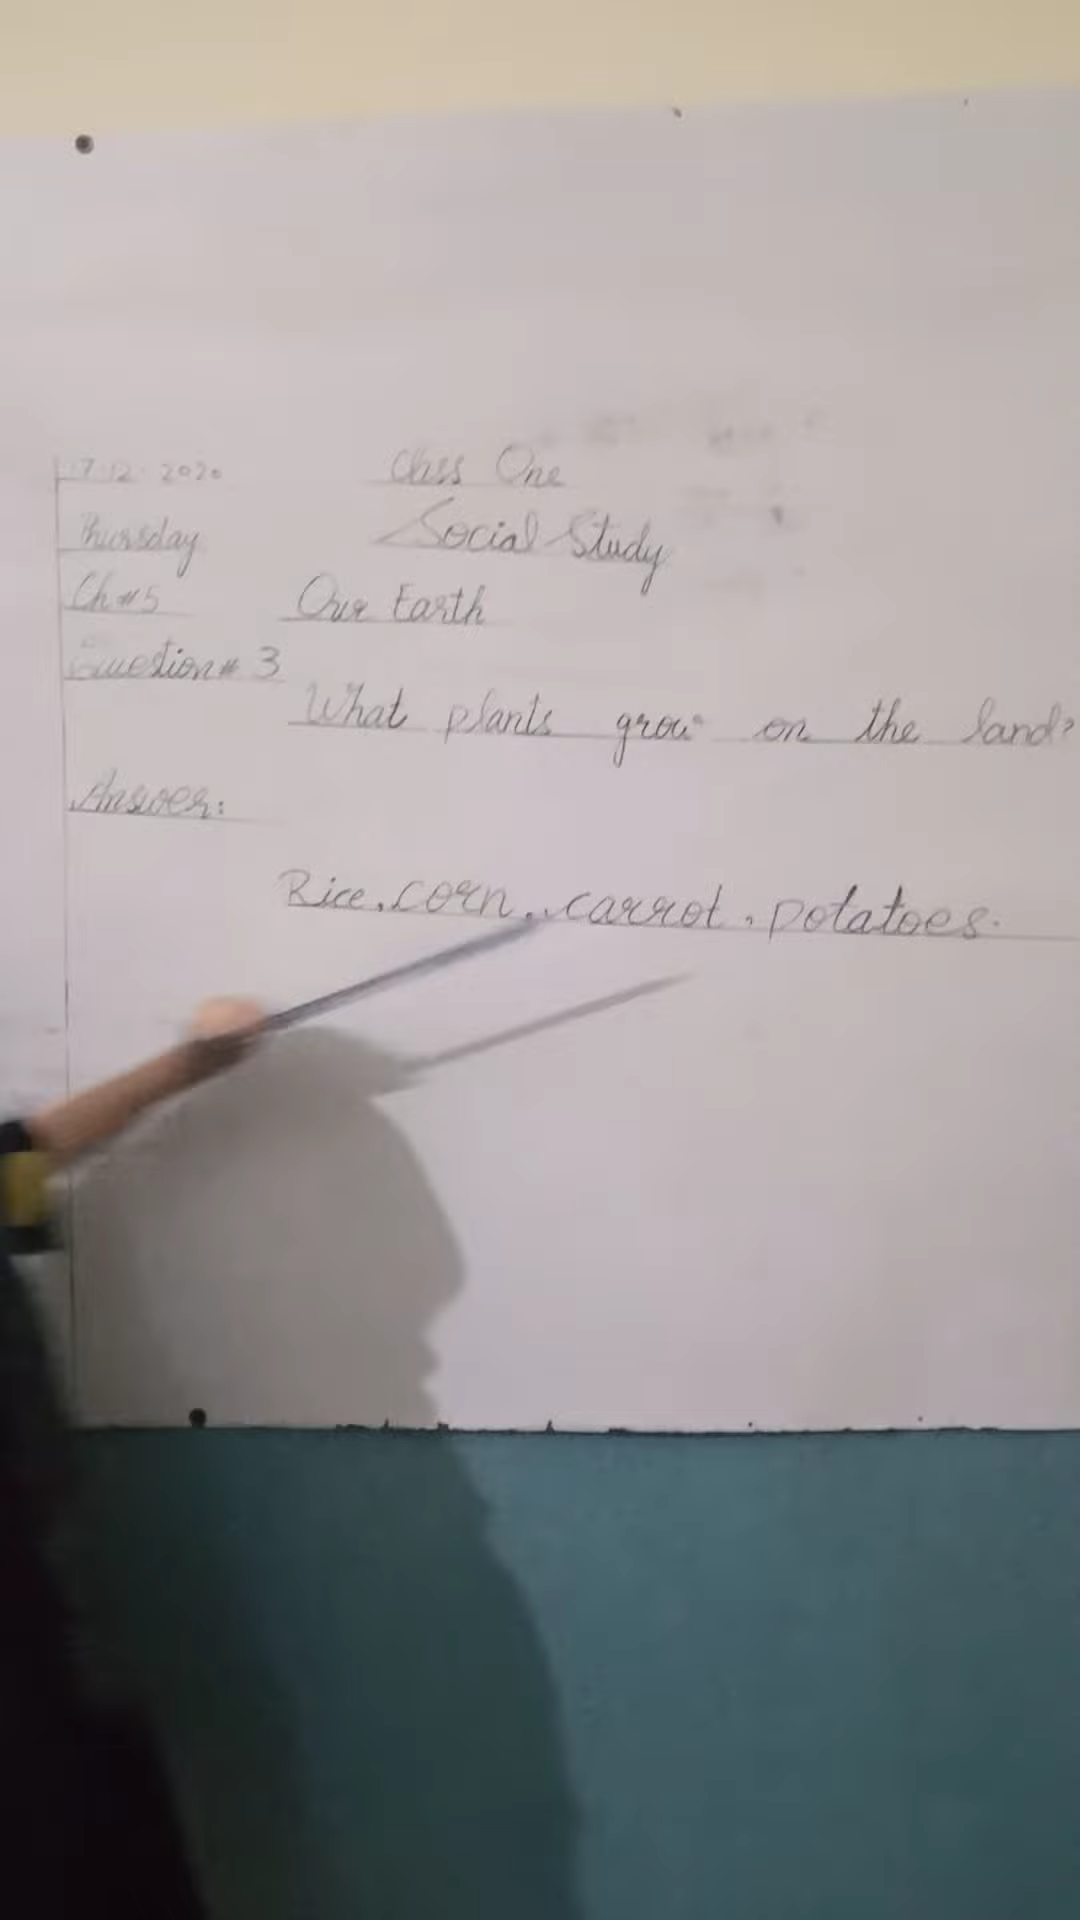 17.12.2020
Class One
Thursday
Social Study
Ch#5
Our Earth
Question# 3
What plants grow on the land?
Answer:
Rice, corn, carrot, potatoes.